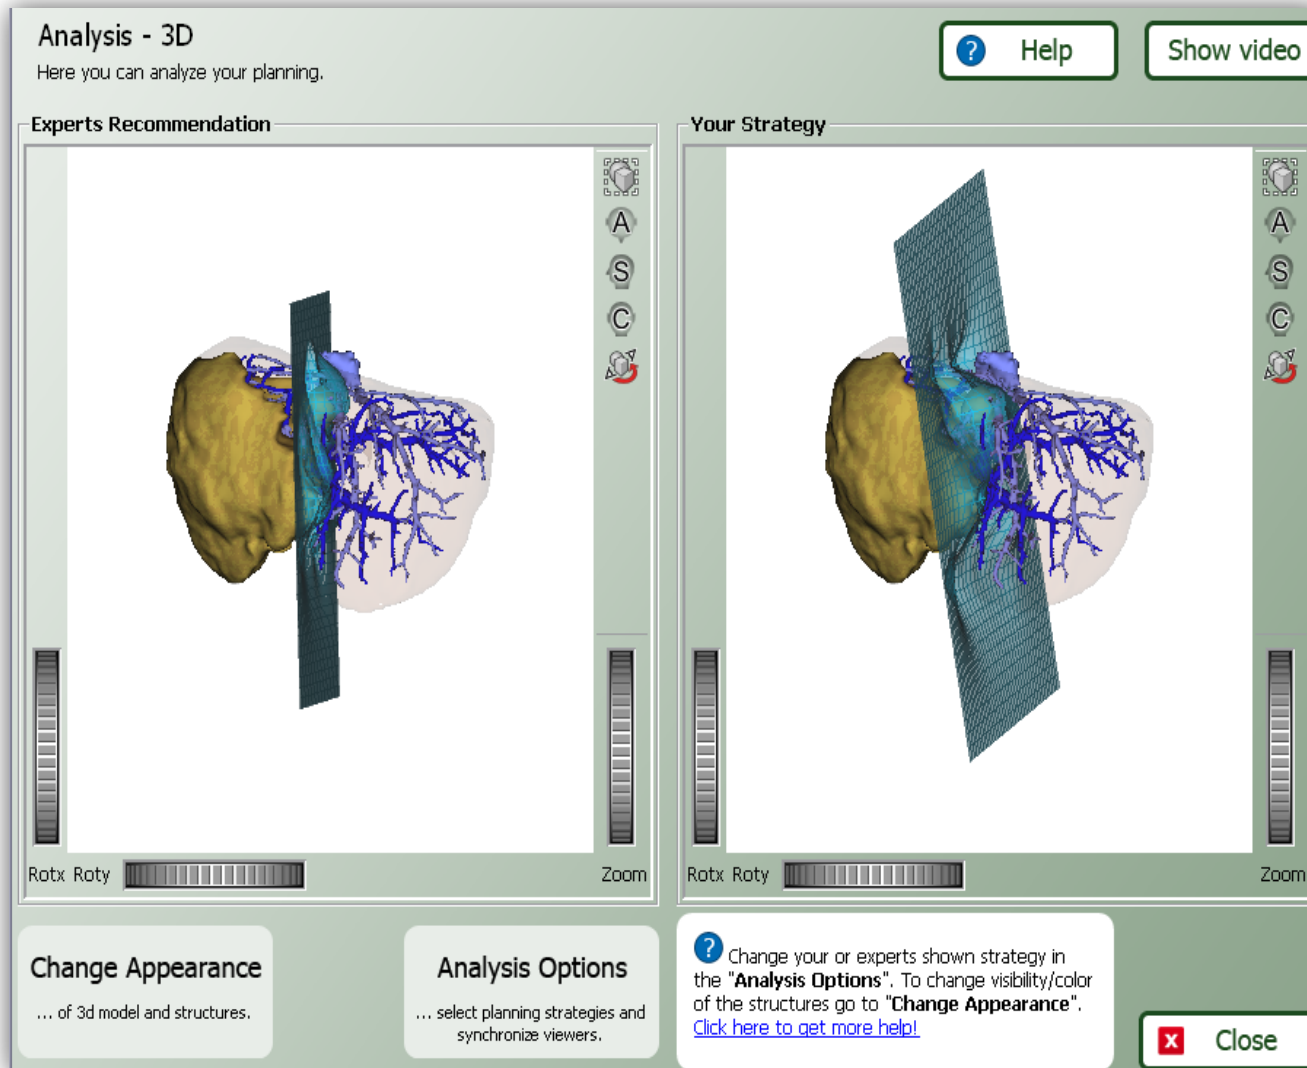 Analysis - 3D
Here you can analyze your planning.
? Help
Show video
Experts Recommendation
A
S
C
Rotx Roty
Zoom
Your Strategy
A
S
C
Rotx Roty
Zoom
Change Appearance
... of 3d model and structures.
Analysis Options
... select planning strategies and
synchronize viewers.
? Change your or experts shown strategy in
the "Analysis Options". To change visibility/color
of the structures go to "Change Appearance".
Click here to get more help!
x Close